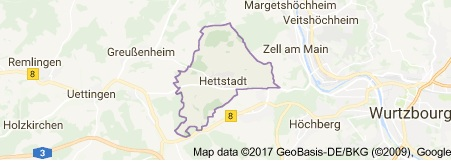 Margetshöchheim
Veitshöchheim
Greußenheim
Zell am Main
Remlingen
8
Hettstadt
Uettingen
8
Wurtzbourg
Höchberg
Holzkirchen
3
Map data ©2017 GeoBasis-DE/BKG (©2009), Google